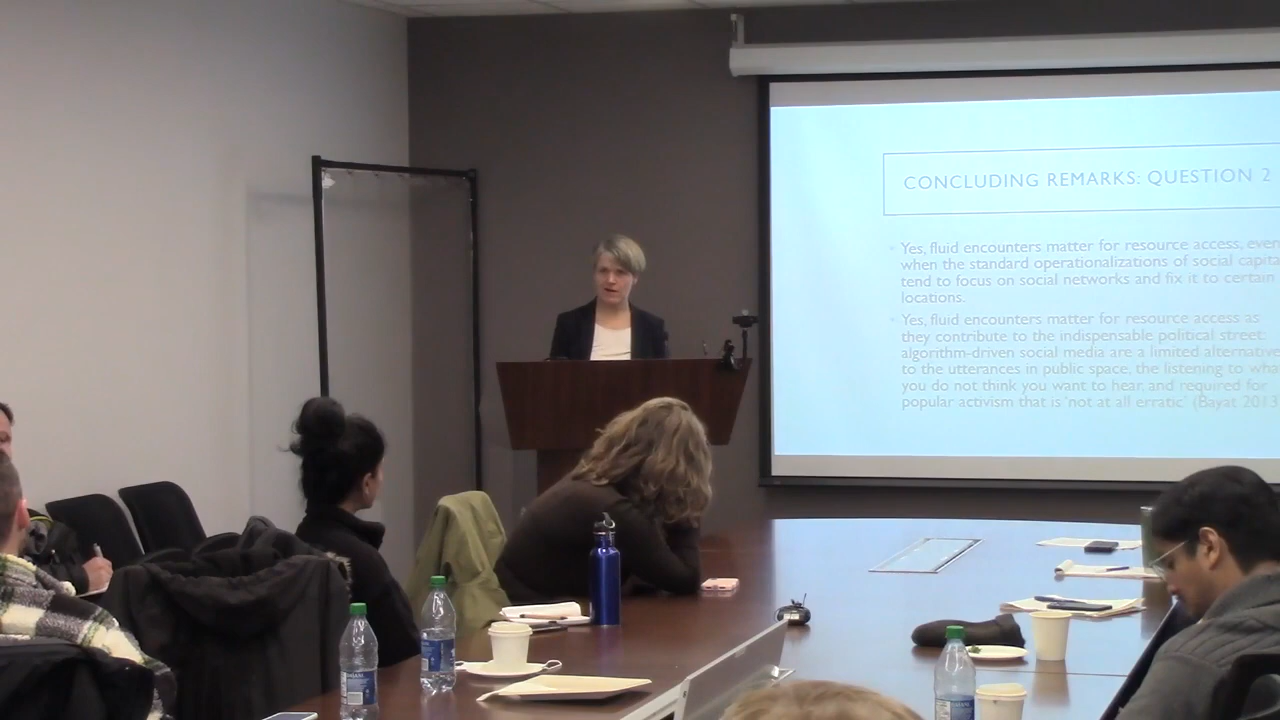 CONCLUDING REMARKS: QUESTION 2
Yes, fluid encounters matter for resource access, even
when the standard operationalizations of social capita
tend to focus on social networks and fix it to certain
locations.
Yes, fluid encounters matter for resource access as
they contribute to the indispensable political street:
algorithm-driven social media are a limited alternative
to the utterances in public space, the listening to wha
you do not think you want to hear, and required for
popular activism that is 'not at all erratic' (Bayat 2013